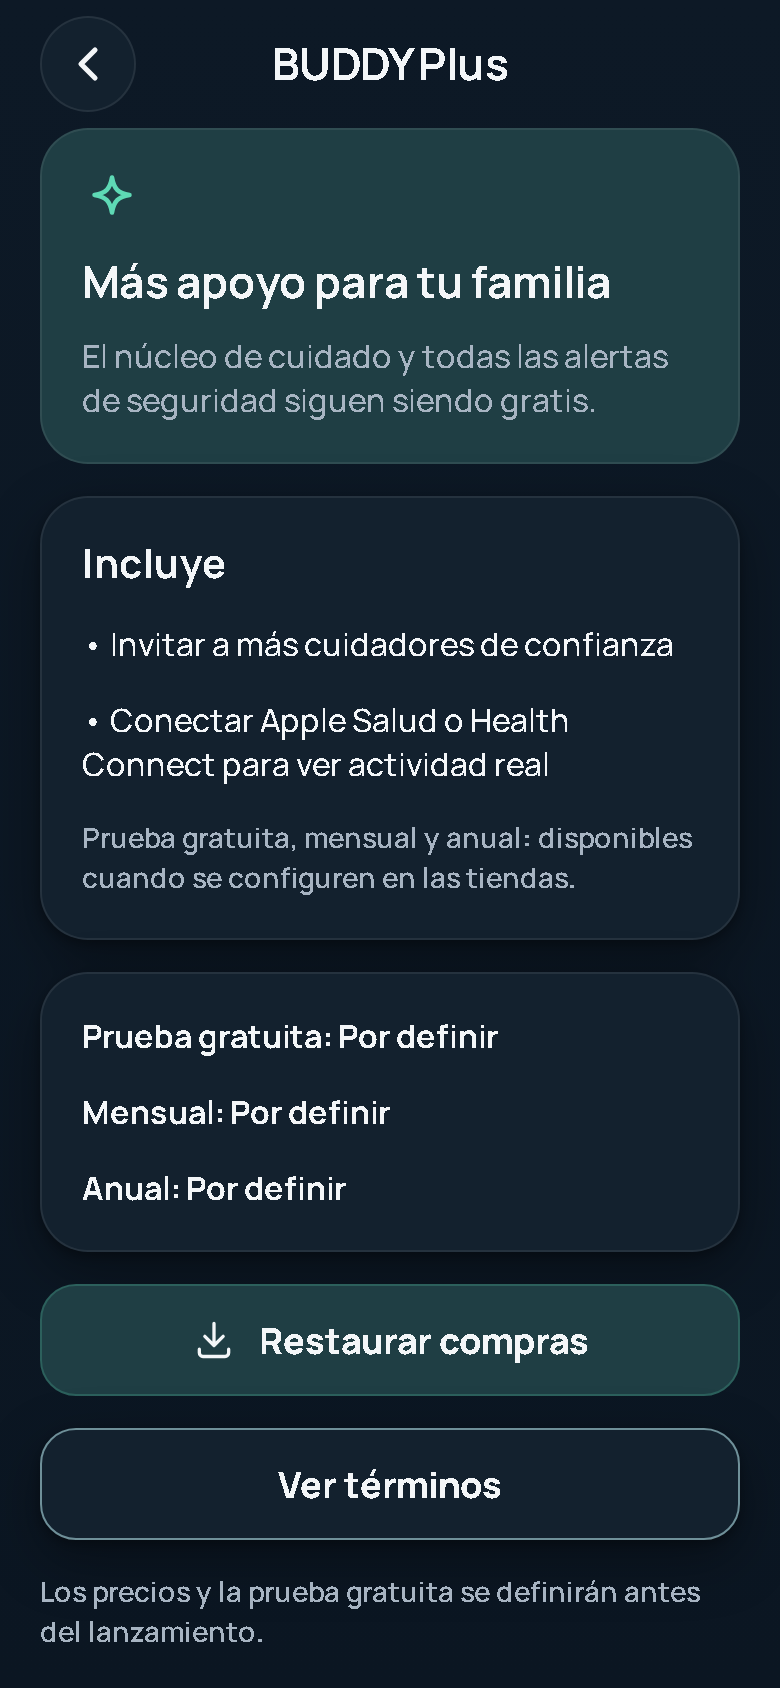 BUDDY Plus
Más apoyo para tu familia
El núcleo de cuidado y todas las alertas
de seguridad siguen siendo gratis.
Incluye
• Invitar a más cuidadores de confianza
• Conectar Apple Salud o Health
Connect para ver actividad real
Prueba gratuita, mensual y anual: disponibles
cuando se configuren en las tiendas.
Prueba gratuita: Por definir
Mensual: Por definir
Anual: Por definir
Restaurar compras
Ver términos
Los precios y la prueba gratuita se definirán antes
del lanzamiento.